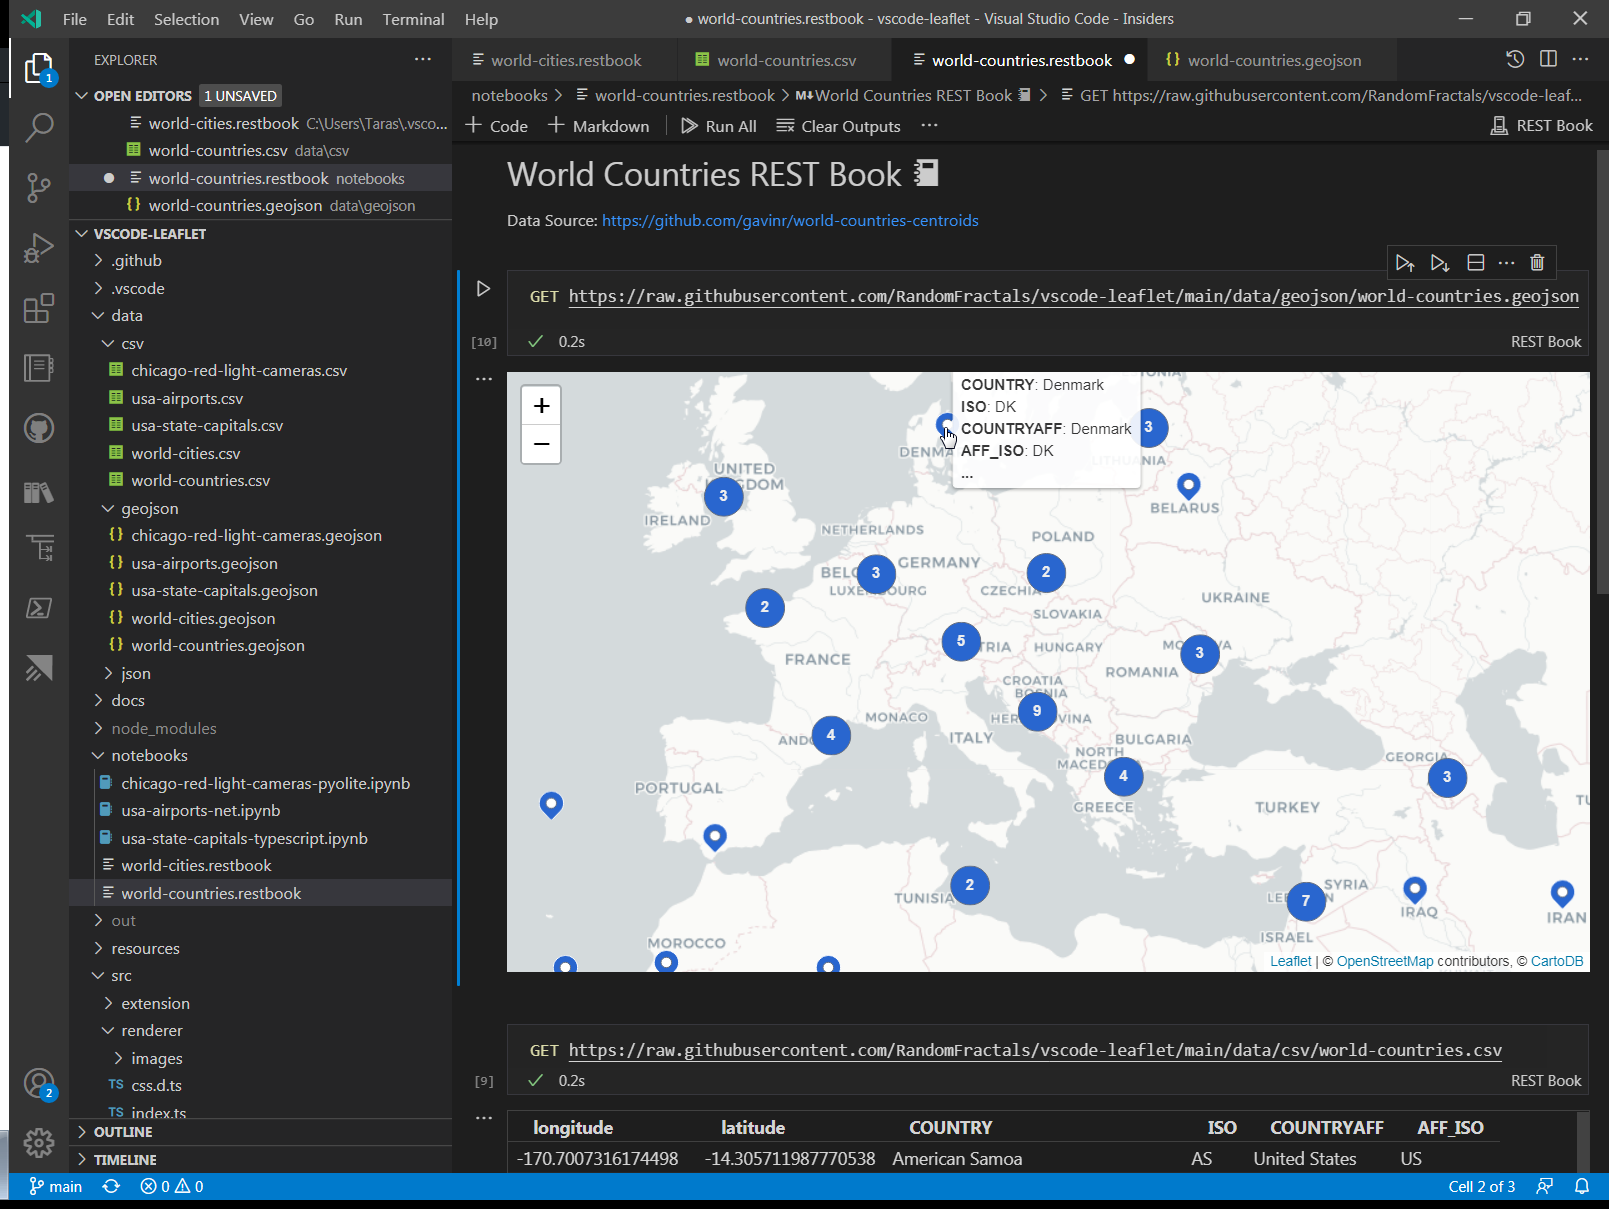 File Edit Selection View Go Run Terminal Help
● world-countries.restbook - vscode-leaflet - Visual Studio Code - Insiders
EXPLORER
1
OPEN EDITORS 1 UNSAVED
world-cities.restbook C:\Users\Taras\.vsco...
world-countries.csv data\csv
world-countries.restbook notebooks
world-countries.geojson data\geojson
VSCODE-LEAFLET
.github
.vscode
data
csv
chicago-red-light-cameras.csv
usa-airports.csv
usa-state-capitals.csv
world-cities.csv
world-countries.csv
geojson
chicago-red-light-cameras.geojson
usa-airports.geojson
usa-state-capitals.geojson
world-cities.geojson
world-countries.geojson
json
docs
node_modules
notebooks
chicago-red-light-cameras-pyolite.ipynb
usa-airports-net.ipynb
usa-state-capitals-typescript.ipynb
world-cities.restbook
world-countries.restbook
out
resources
src
extension
renderer
images
TS css.d.ts
TS index.ts
2
OUTLINE
TIMELINE
world-cities.restbook
world-countries.csv
world-countries.restbook
world-countries.geojson
notebooks > world-countries.restbook > M↓World Countries REST Book > GET https://raw.githubusercontent.com/RandomFractals/vscode-leaf...
+ Code + Markdown Run All Clear Outputs ... REST Book
World Countries REST Book
Data Source: https://github.com/gavinr/world-countries-centroids
GET https://raw.githubusercontent.com/RandomFractals/vscode-leaflet/main/data/geojson/world-countries.geojson
[10] 0.2s REST Book
+
−
COUNTRY: Denmark
ISO: DK
COUNTRYAFF: Denmark
AFF_ISO: DK
...
3
LITHUANIA
UNITED
3
IRELAND
BELARUS
NETHERLANDS
POLAND
GERMANY
3
2
LUXEMBOURG
2
UKRAINE
SLOVAKIA
5
HUNGARY
FRANCE
3
ROMANIA
CROATIA
BOSNIA
9
MONACO
4
ITALY
BULGARIA
NORTH
4
GEORGIA
3
PORTUGAL
GREECE
TURKEY
TUNISIA
2
7
SYRIA
IRAQ
IRAN
ISRAEL
MOROCCO
Leaflet | © OpenStreetMap contributors, © CartoDB
GET https://raw.githubusercontent.com/RandomFractals/vscode-leaflet/main/data/csv/world-countries.csv
[9] 0.2s REST Book
longitude latitude COUNTRY ISO COUNTRYAFF AFF_ISO
-170.7007316174498 -14.305711987770538 American Samoa AS United States US
main 0 0 Cell 2 of 3